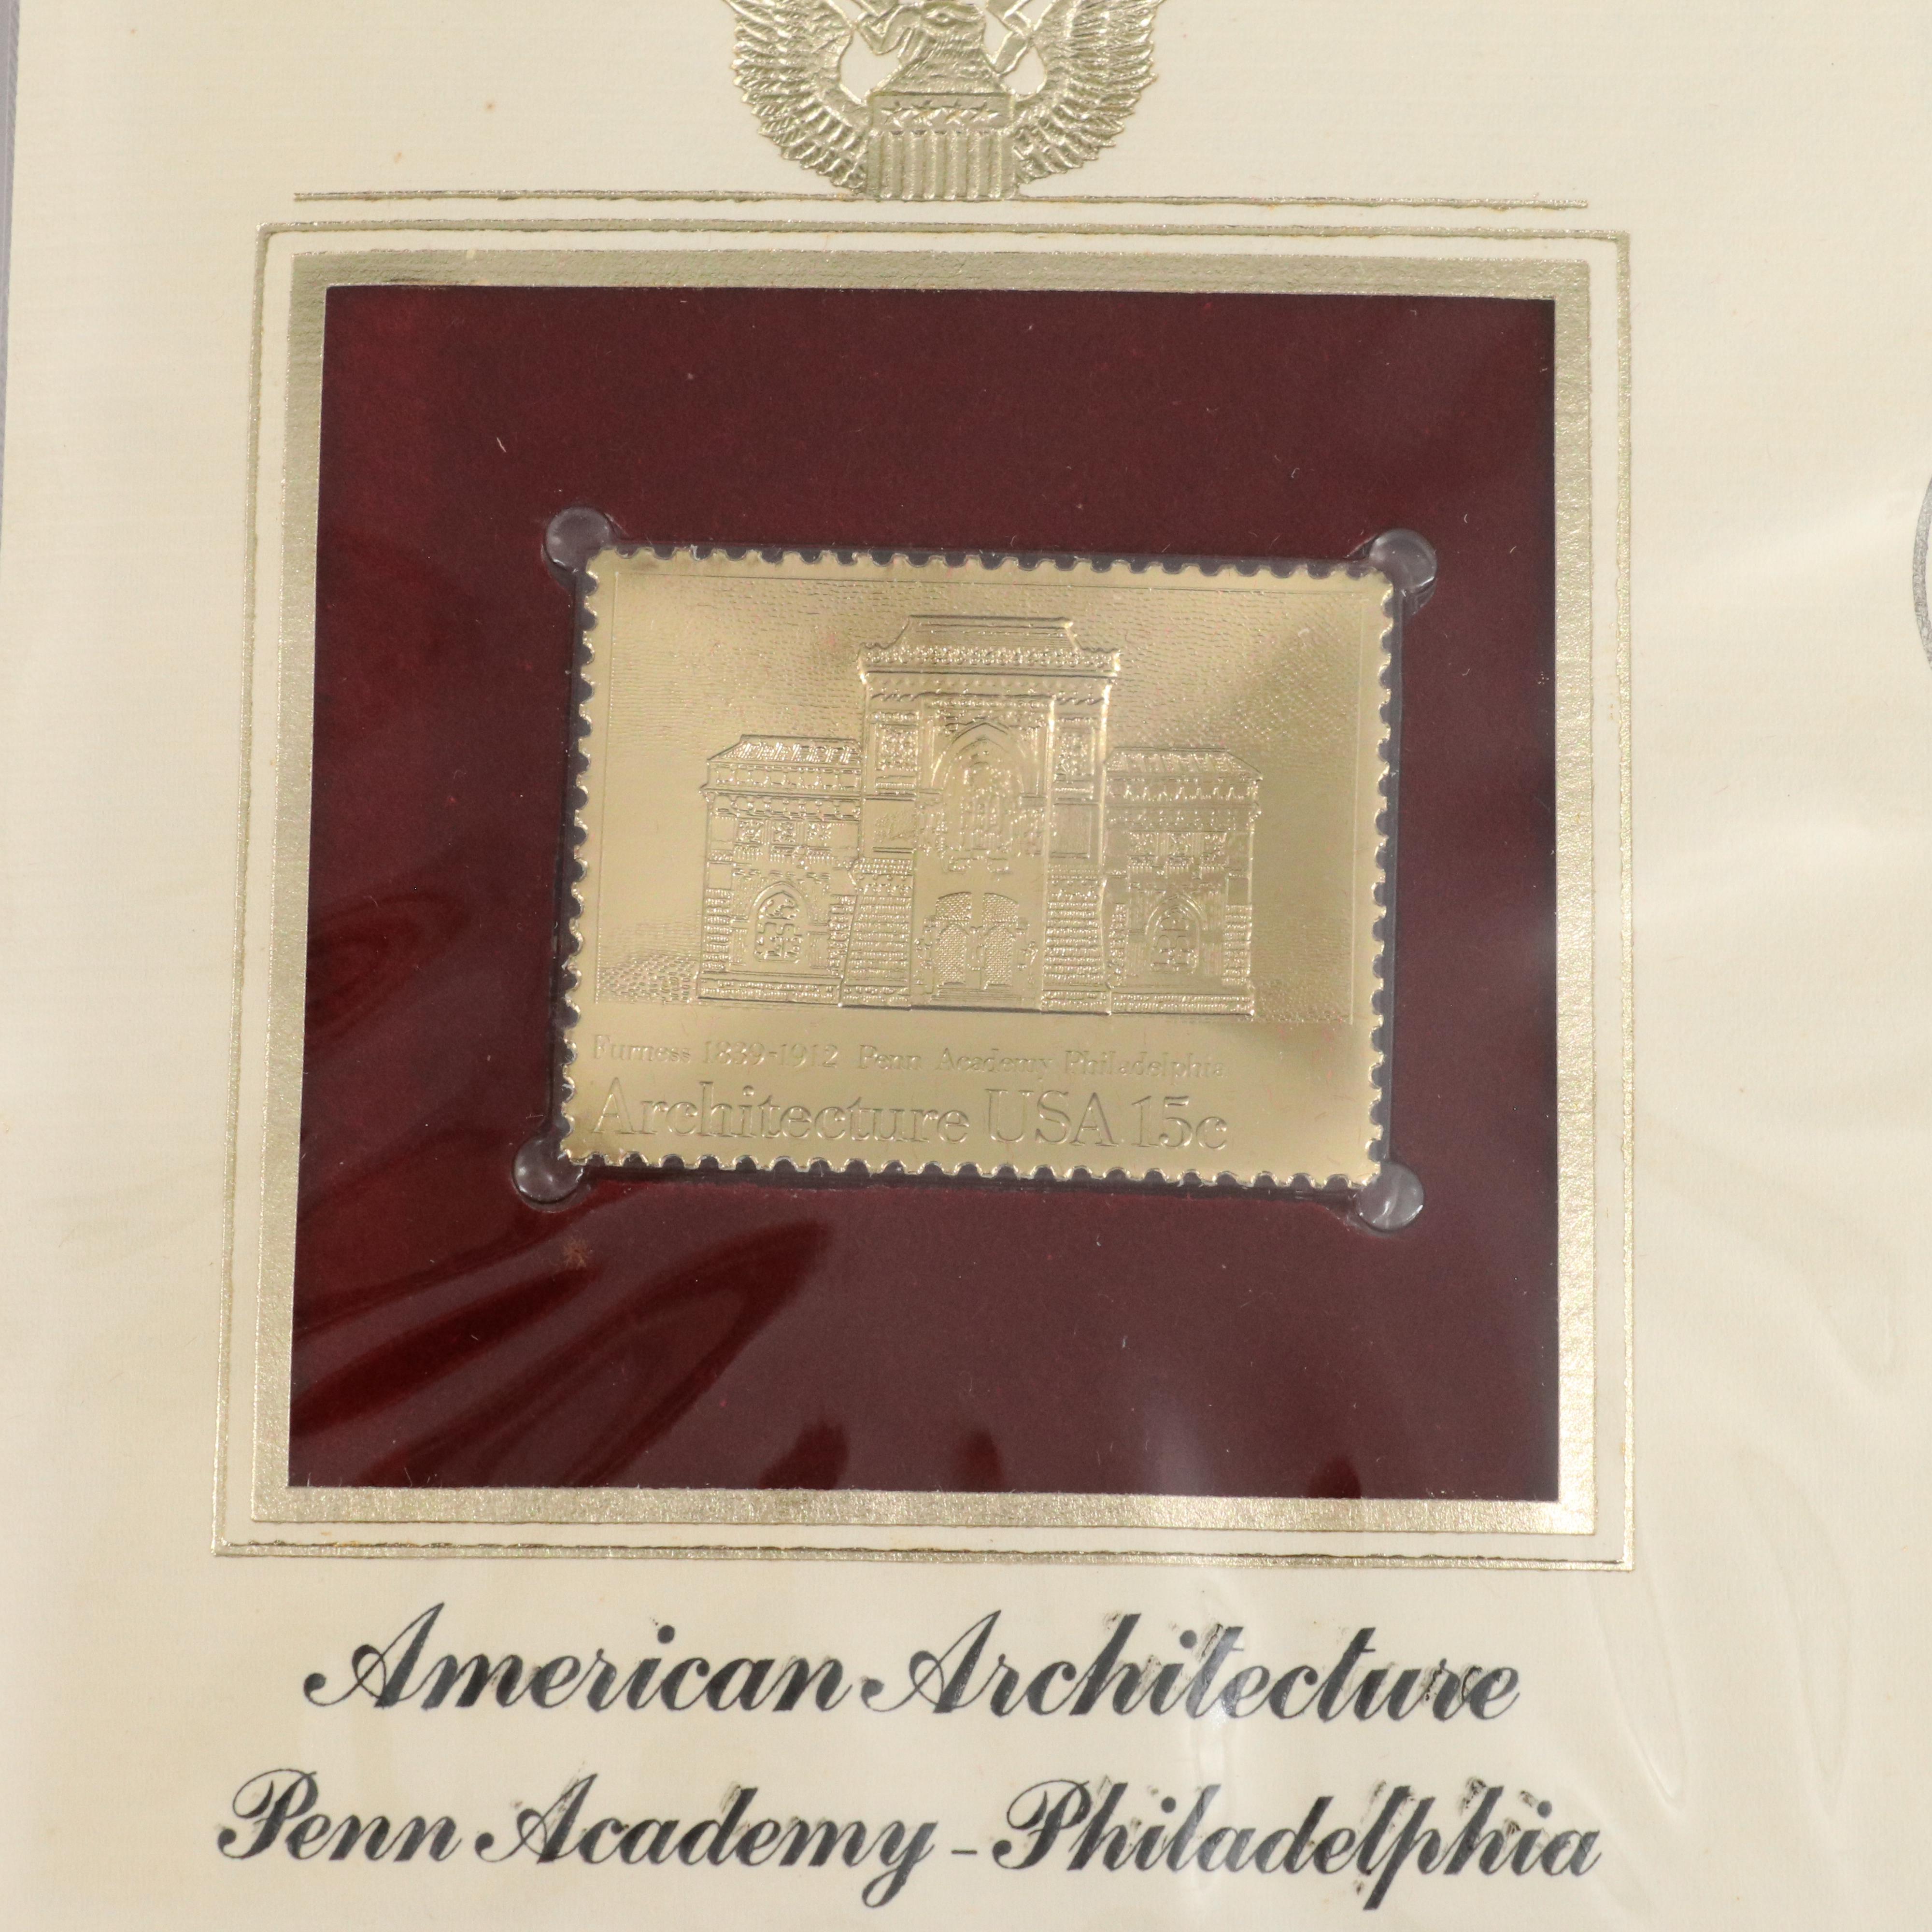 Furness 1839-1912 Penn Academy Philadelphia
Architecture USA 15c
American Architecture
Penn Academy - Philadelphia